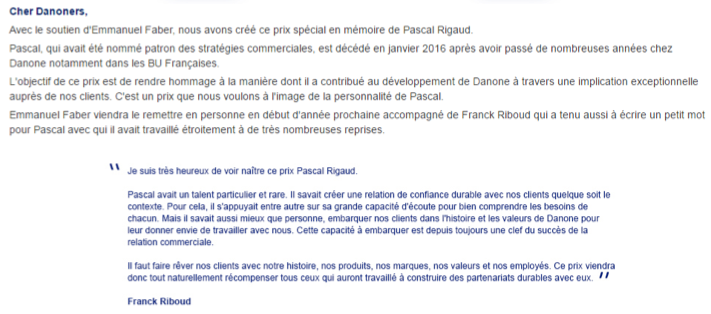 Cher Danoners,
Avec le soutien d'Emmanuel Faber, nous avons créé ce prix spécial en mémoire de Pascal Rigaud.
Pascal, qui avait été nommé patron des stratégies commerciales, est décédé en janvier 2016 après avoir passé de nombreuses années chez
Danone notamment dans les BU Françaises.
L'objectif de ce prix est de rendre hommage à la manière dont il a contribué au développement de Danone à travers une implication exceptionnelle
auprès de nos clients. C'est un prix que nous voulons à l'image de la personnalité de Pascal.
Emmanuel Faber viendra le remettre en personne en début d'année prochaine accompagné de Franck Riboud qui a tenu aussi à écrire un petit mot
pour Pascal avec qui il avait travaillé étroitement à de très nombreuses reprises.
" Je suis très heureux de voir naître ce prix Pascal Rigaud.
Pascal avait un talent particulier et rare. Il savait créer une relation de confiance durable avec nos clients quelque soit le
contexte. Pour cela, il s'appuyait entre autre sur sa grande capacité d'écoute pour bien comprendre les besoins de
chacun. Mais il savait aussi mieux que personne, embarquer nos clients dans l'histoire et les valeurs de Danone pour
leur donner envie de travailler avec nous. Cette capacité à embarquer est depuis toujours une clef du succès de la
relation commerciale.
Il faut faire rêver nos clients avec notre histoire, nos produits, nos marques, nos valeurs et nos employés. Ce prix viendra
donc tout naturellement récompenser tous ceux qui auront travaillé à construire des partenariats durables avec eux. "
Franck Riboud